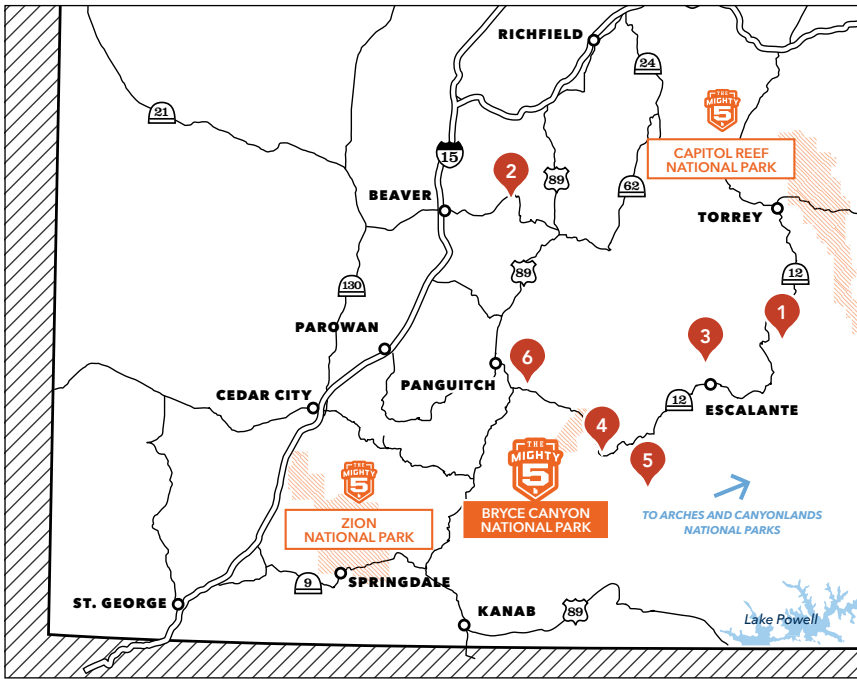 RICHFIELD
24
21
THE
MIGHTY
5
CAPITOL REEF
NATIONAL PARK
15
2
89
62
BEAVER
TORREY
89
12
130
1
PAROWAN
3
6
PANGUITCH
CEDAR CITY
12
ESCALANTE
4
THE
MIGHTY
5
5
THE
MIGHTY
5
BRYCE CANYON
NATIONAL PARK
ZION
NATIONAL PARK
TO ARCHES AND CANYONLANDS
NATIONAL PARKS
9
SPRINGDALE
ST. GEORGE
KANAB
89
Lake Powell